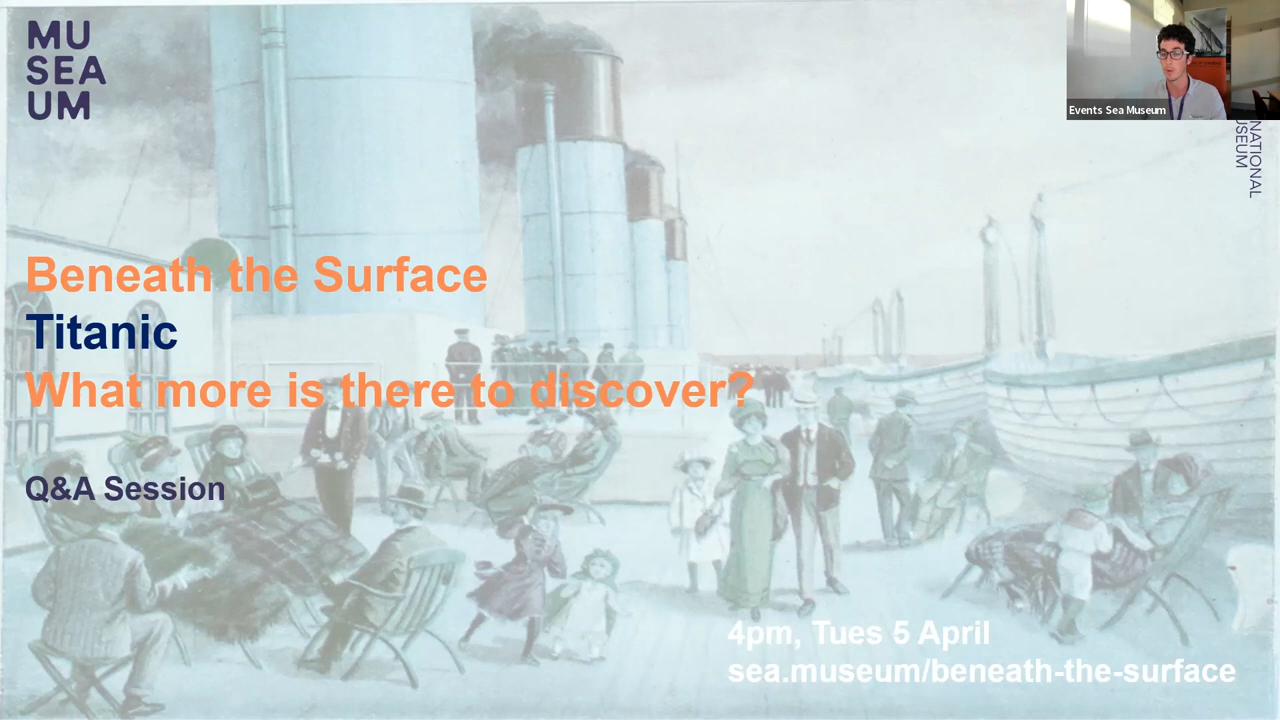 MU
SEA
UM
Events Sea Museum
NATIONAL
Beneath the Surface
Titanic
What more is there to discover?
Q&A Session
4pm, Tues 5 April
sea.museum/beneath-the-surface